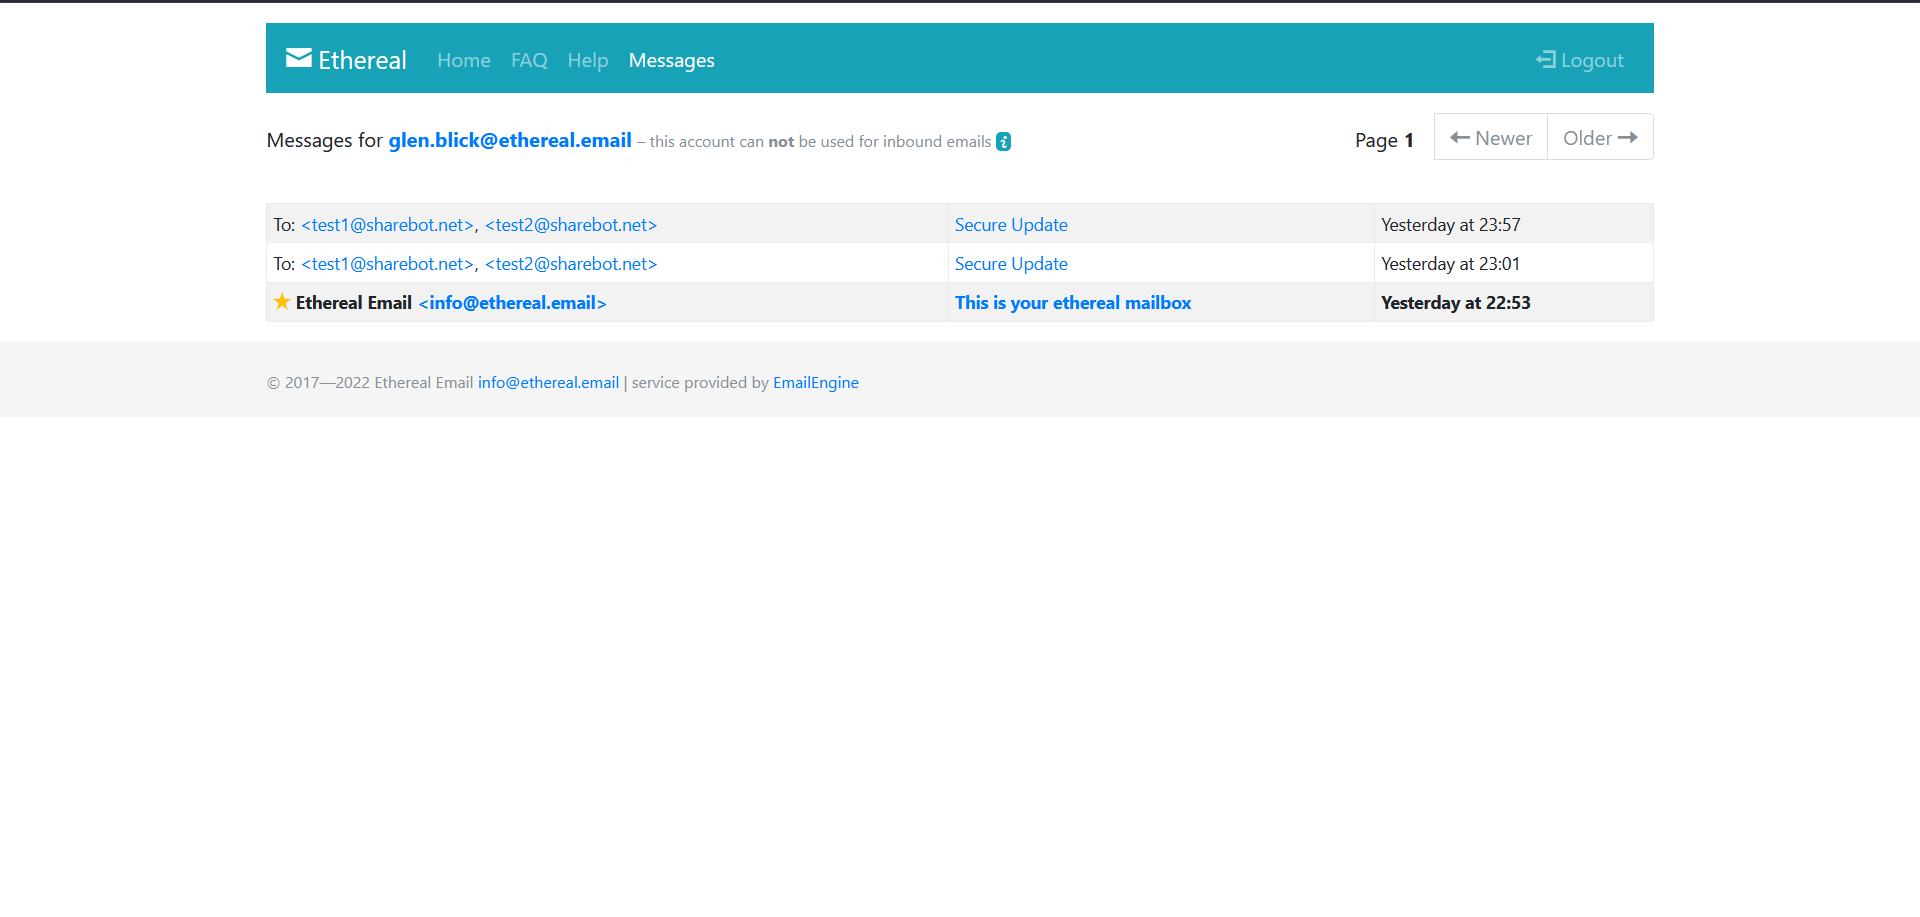 Ethereal Home FAQ Help Messages Logout
Messages for glen.blick@ethereal.email – this account can not be used for inbound emails i Page 1 Newer Older
To: <test1@sharebot.net>, <test2@sharebot.net> Secure Update Yesterday at 23:57
To: <test1@sharebot.net>, <test2@sharebot.net> Secure Update Yesterday at 23:01
Ethereal Email <info@ethereal.email> This is your ethereal mailbox Yesterday at 22:53
© 2017—2022 Ethereal Email info@ethereal.email | service provided by EmailEngine